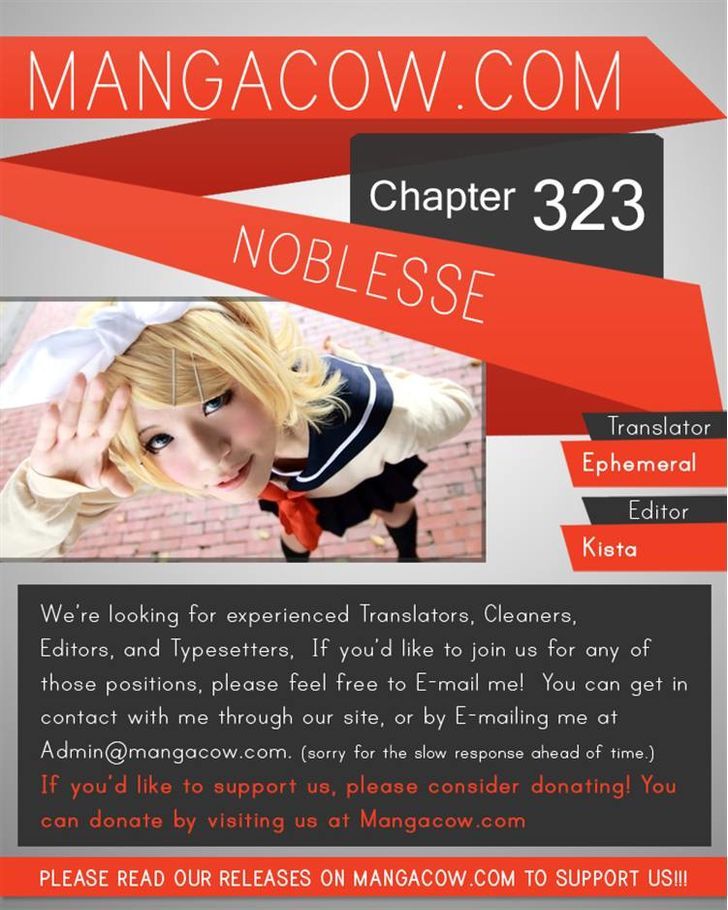 MANGACOW.COM
Chapter 323
NOBLESSE
Translator
Ephemeral
Editor
Kista
We're looking for experienced Translators, Cleaners,
Editors, and Typesetters,  If you'd like to join us for any of
those positions, please feel free to E-mail me!  You can get in
contact with me through our site, or by E-mailing me at
Admin@mangacow.com. (sorry for the slow response ahead of time.)
If you'd like to support us, please consider donating! You
can donate by visiting us at Mangacow.com
PLEASE READ OUR RELEASES ON MANGACOW.COM TO SUPPORT US!!!